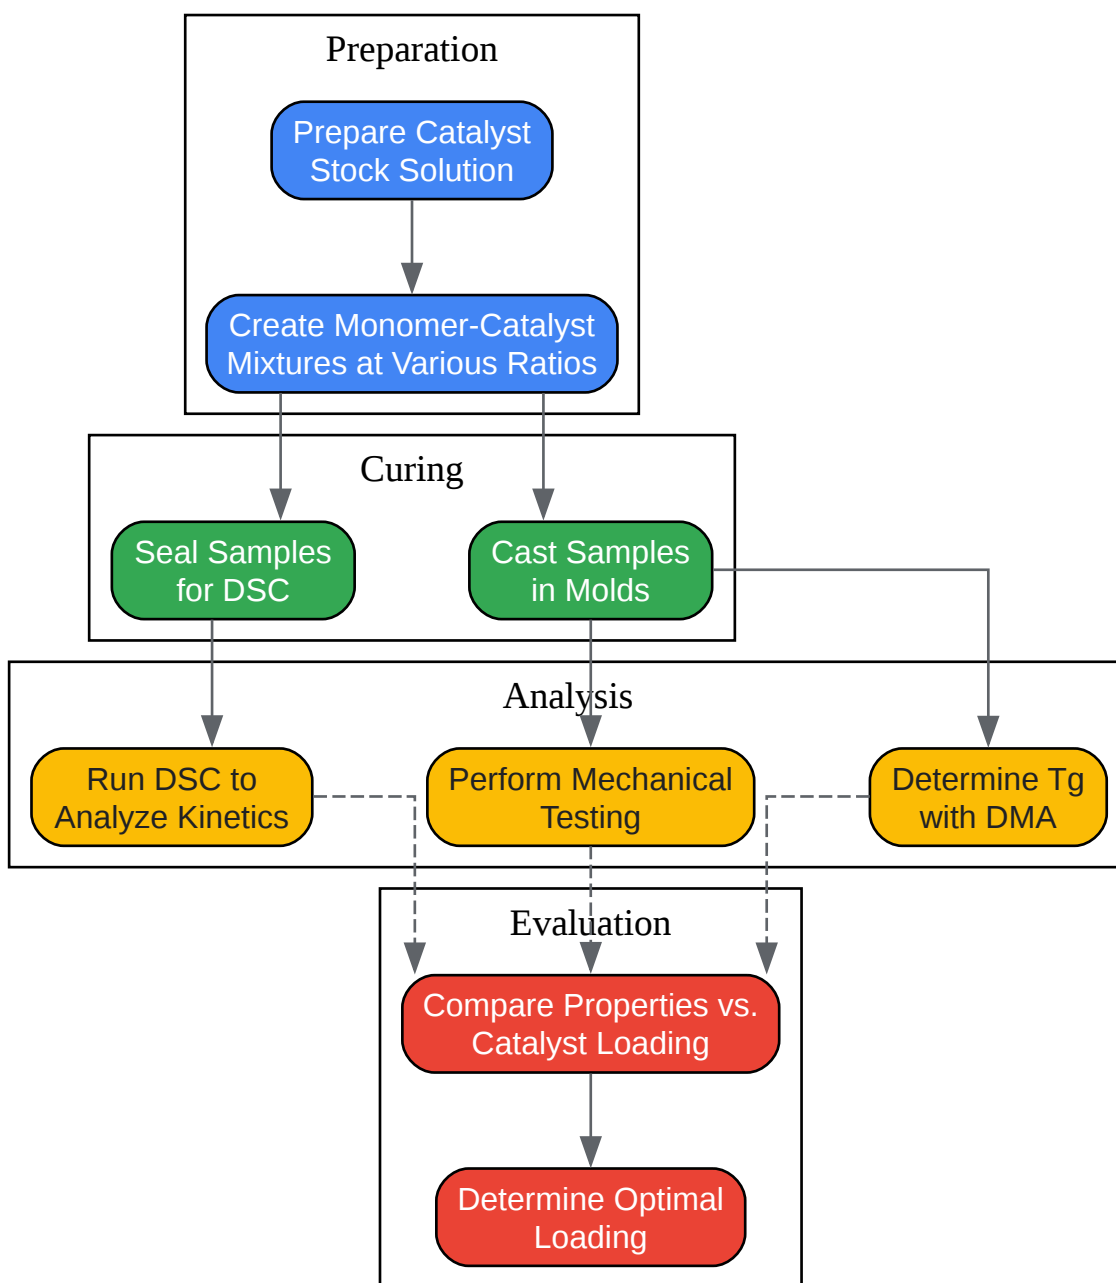 Preparation
Prepare Catalyst
Stock Solution
Create Monomer-Catalyst
Mixtures at Various Ratios
Curing
Seal Samples
for DSC
Cast Samples
in Molds
Analysis
Run DSC to
Analyze Kinetics
Perform Mechanical
Testing
Determine Tg
with DMA
Evaluation
Compare Properties vs.
Catalyst Loading
Determine Optimal
Loading